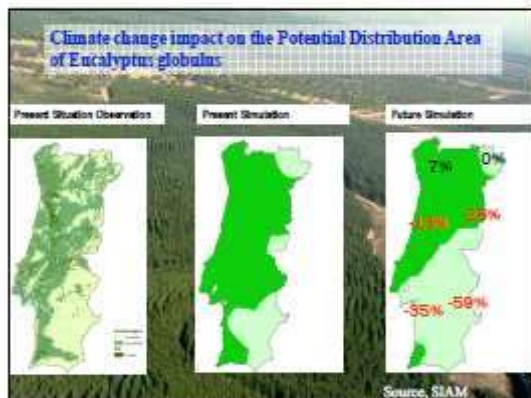 Climate change impact on the Potential Distribution Area
of Eucalyptus globulus
Present Situation Observation
Present Simulation
Future Simulation
7%
0%
-35%
-59%
Source, SIAM